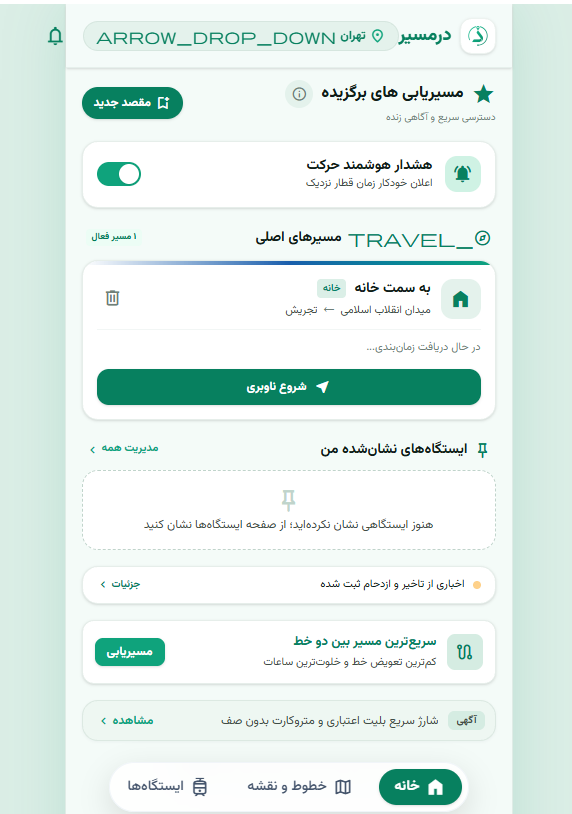 درمسیر
تهران ARROW_DROP_DOWN
مسیریابی های برگزیده
دسترسی سریع و آگاهی زنده
مقصد جدید
هشدار هوشمند حرکت
اعلان خودکار زمان قطار نزدیک
TRAVEL_ مسیرهای اصلی
۱ مسیر فعال
به سمت خانه خانه
میدان انقلاب اسلامی ← تجریش
در حال دریافت زمان‌بندی...
شروع ناوبری
ایستگاه‌های نشان‌شده من
مدیریت همه
هنوز ایستگاهی نشان نکرده‌اید؛ از صفحه ایستگاه‌ها نشان کنید
اخباری از تاخیر و ازدحام ثبت شده
جزئیات
سریع‌ترین مسیر بین دو خط
کم‌ترین تعویض خط و خلوت‌ترین ساعات
مسیریابی
آگهی شارژ سریع بلیت اعتباری و متروکارت بدون صف
مشاهده
خانه
خطوط و نقشه
ایستگاه‌ها